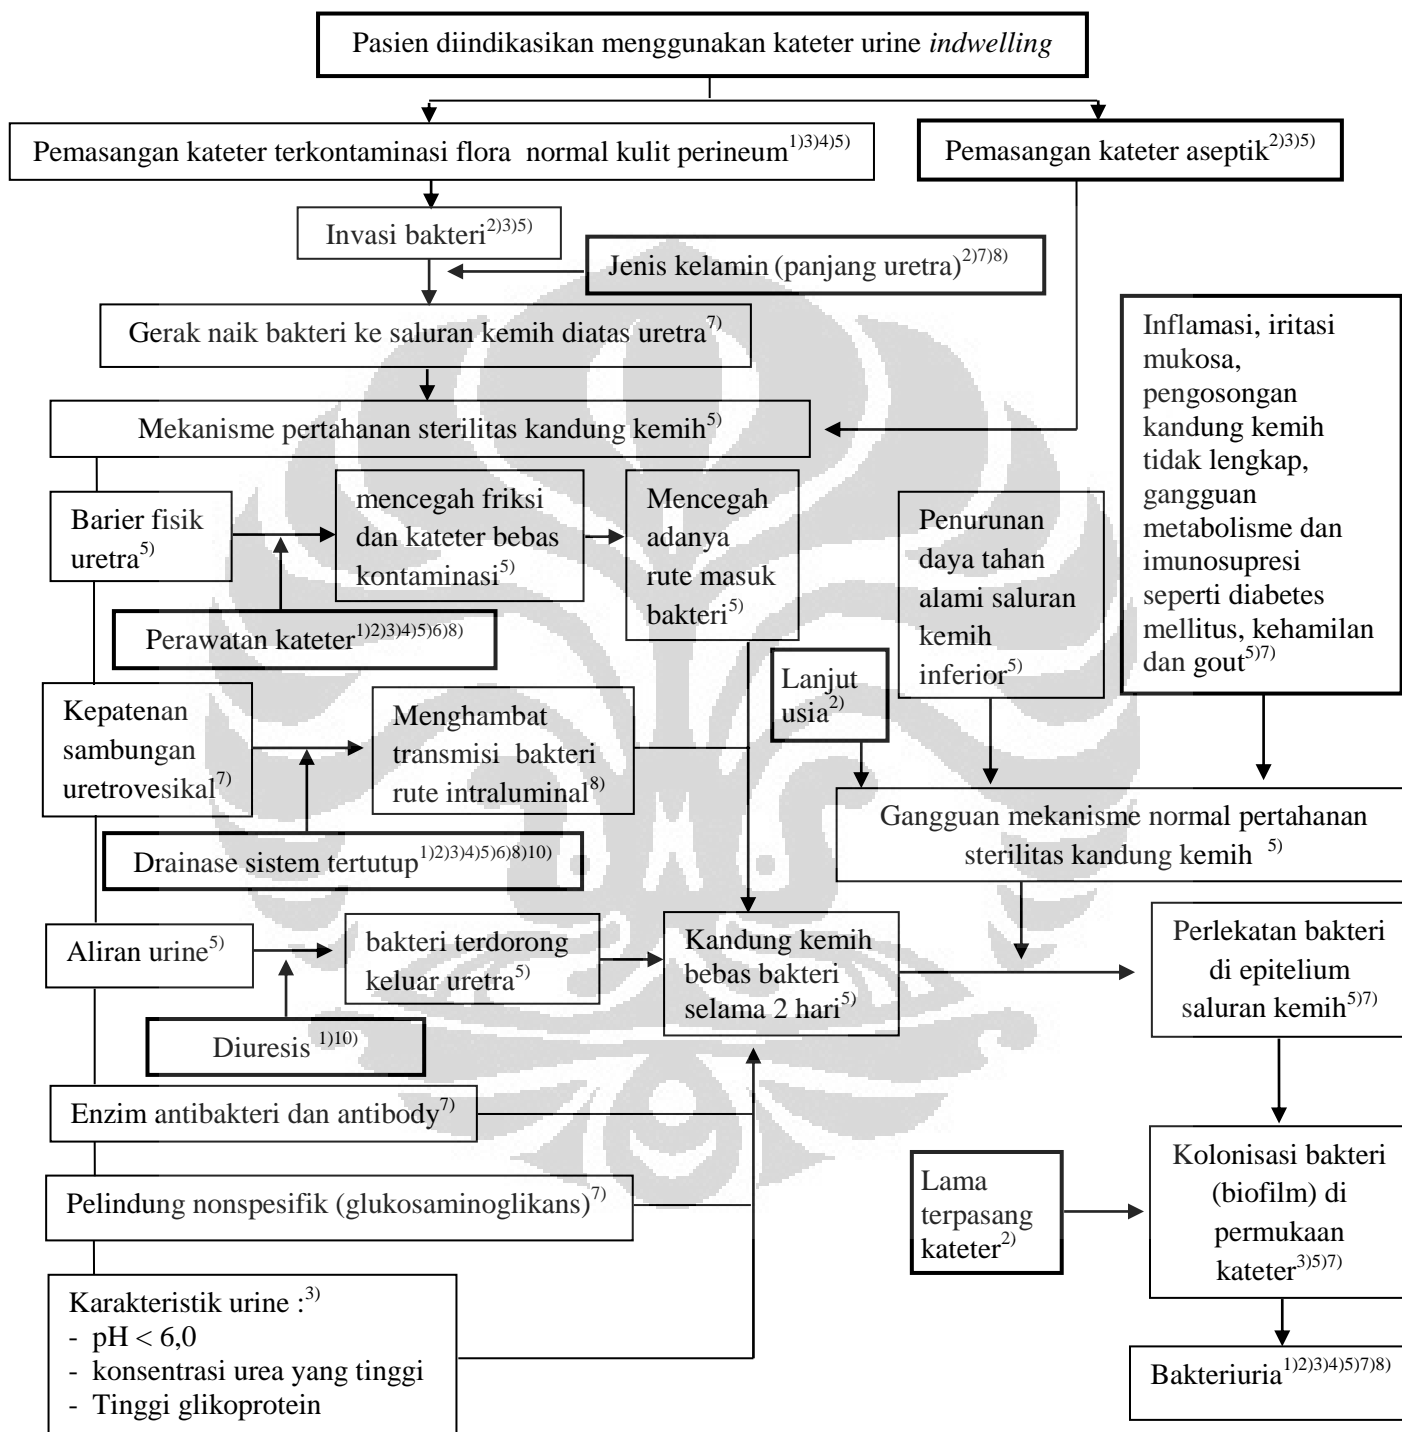 Pasien diindikasikan menggunakan kateter urine indwelling
Pemasangan kateter terkontaminasi flora normal kulit perineum1)3)4)5)
Pemasangan kateter aseptik2)3)5)
Invasi bakteri2)3)5)
Jenis kelamin (panjang uretra)2)7)8)
Gerak naik bakteri ke saluran kemih diatas uretra7)
Mekanisme pertahanan sterilitas kandung kemih5)
Inflamasi, iritasi
mukosa,
pengosongan
kandung kemih
tidak lengkap,
gangguan
metabolisme dan
imunosupresi
seperti diabetes
mellitus, kehamilan
dan gout5)7)
Barier fisik
uretra5)
mencegah friksi
dan kateter bebas
kontaminasi5)
Mencegah
adanya
rute masuk
bakteri5)
Penurunan
daya tahan
alami saluran
kemih
inferior5)
Perawatan kateter1)2)3)4)5)6)8)
Lanjut
usia2)
Kepatenan
sambungan
uretrovesikal7)
Menghambat
transmisi bakteri
rute intraluminal8)
Gangguan mekanisme normal pertahanan
sterilitas kandung kemih 5)
Drainase sistem tertutup1)2)3)4)5)6)8)10)
Aliran urine5)
bakteri terdorong
keluar uretra5)
Kandung kemih
bebas bakteri
selama 2 hari5)
Perlekatan bakteri
di epitelium
saluran kemih5)7)
Diuresis 1)10)
Enzim antibakteri dan antibody7)
Pelindung nonspesifik (glukosaminoglikans)7)
Lama
terpasang
kateter2)
Kolonisasi bakteri
(biofilm) di
permukaan
kateter3)5)7)
Karakteristik urine :3)
- pH < 6,0
- konsentrasi urea yang tinggi
- Tinggi glikoprotein
Bakteriuria1)2)3)4)5)7)8)